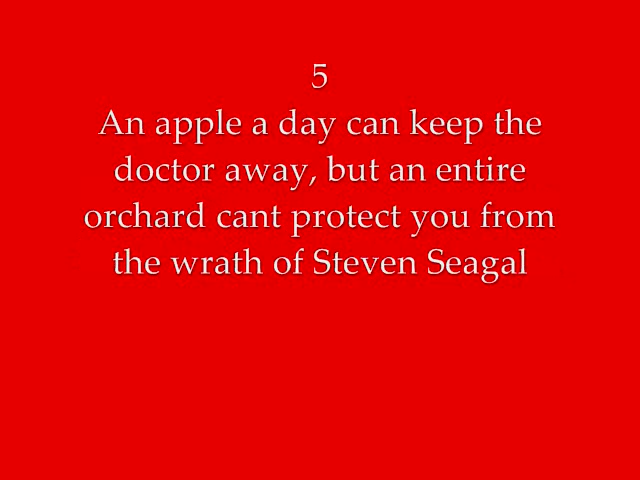 5
An apple a day can keep the
doctor away, but an entire
orchard cant protect you from
the wrath of Steven Seagal